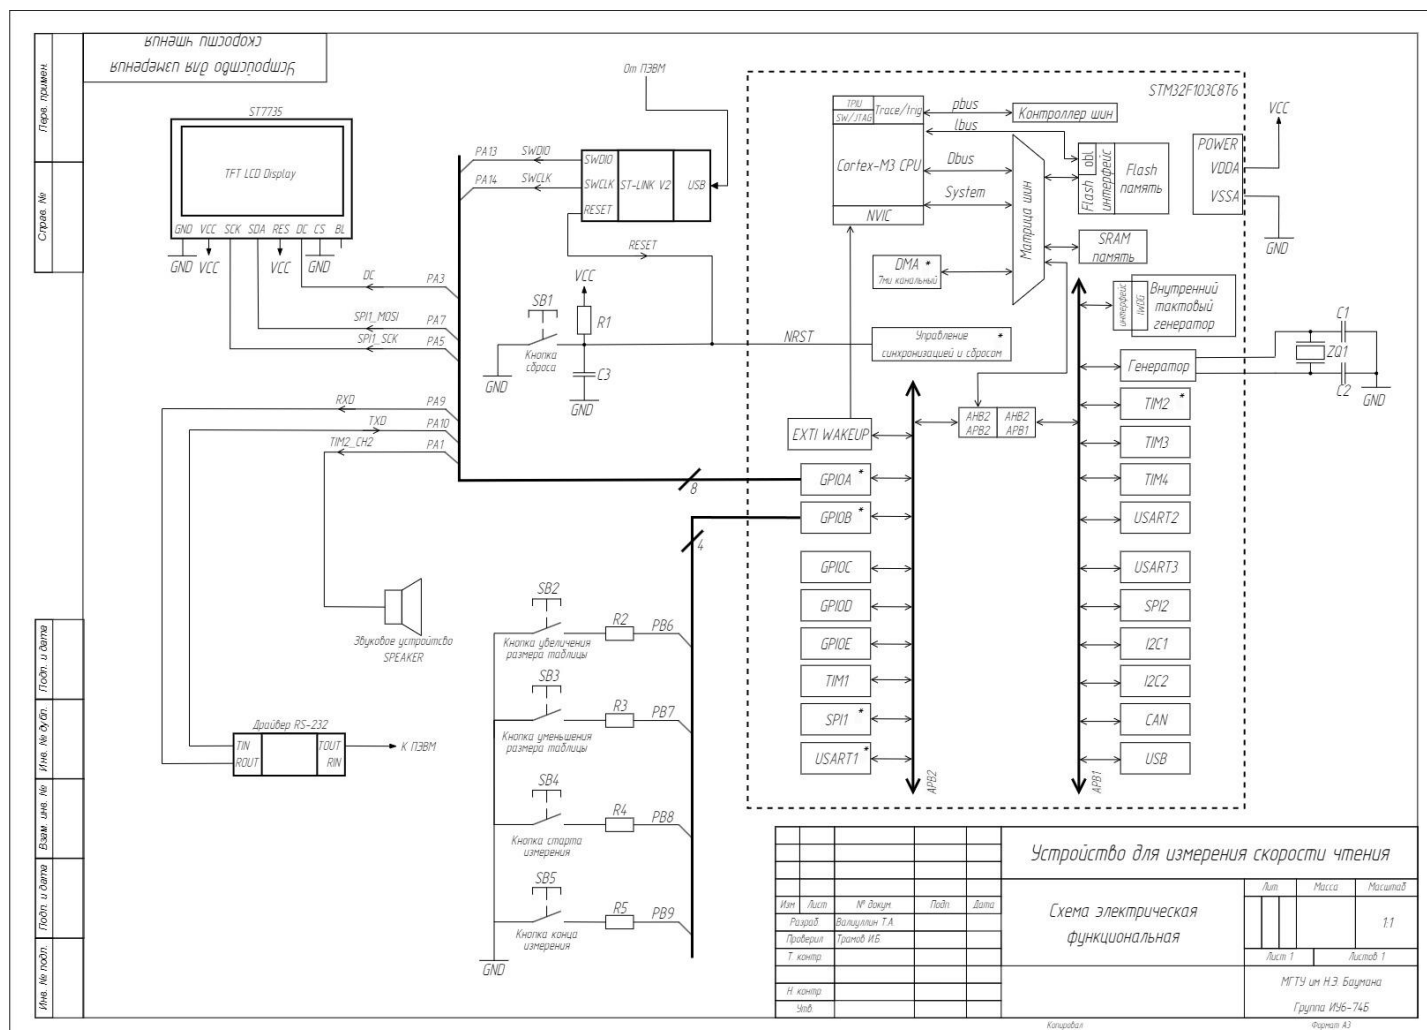 Перв. примен.
Справ. №
Подп. и дата
Инв. № дубл.
Взам. инв. №
Подп. и дата
Инв. № подл.
Устройство для измерения
скорости чтения
ST7735
TFT LCD Display
GND VCC SCK SDA RES DC CS BL
GND VCC VCC GND
DC
PA3
SPI1_MOSI
PA7
SPI1_SCK
PA5
RXD
PA9
TXD
PA10
TIM2_CH2
PA1
PA13
SWDIO
PA14
SWCLK
От ПЭВМ
SWDIO
SWCLK
RESET
ST-LINK V2
USB
RESET
VCC
SB1
R1
Кнопка
сброса
C3
GND
GND
NRST
8
4
Звуковое устройтсво
SPEAKER
Драйвер RS-232
TIN
ROUT
TOUT
RIN
К ПЭВМ
SB2
R2
PB6
Кнопка увеличения
размера таблицы
SB3
R3
PB7
Кнопка уменьшения
размера таблицы
SB4
R4
PB8
Кнопка старта
измерения
SB5
R5
PB9
Кнопка конца
измерения
GND
STM32F103C8T6
TPIU
SW/JTAG
Trace/trig
pbus
Контроллер шин
Ibus
Cortex-M3 CPU
Dbus
System
NVIC
Матрица шин
Flash
obl
интерфейс
Flash
память
SRAM
память
DMA *
7ми канальный
POWER
VDDA
VSSA
VCC
GND
интерфейс
IWDG
Внутренний
тактовый
генератор
Управление *
синхронизацией и сбросом
Генератор
C1
ZQ1
C2
GND
AHB2
APB2
AHB2
APB1
EXTI WAKEUP
GPIOA *
GPIOB *
GPIOC
GPIOD
GPIOE
TIM1
SPI1 *
USART1 *
APB2
TIM2 *
TIM3
TIM4
USART2
USART3
SPI2
I2C1
I2C2
CAN
USB
APB1
Устройство для измерения скорости чтения
Схема электрическая
функциональная
Изм Лист № докум. Подп. Дата
Разраб. Валиуллин Т.А.
Проверил Трамов И.Б.
Т. контр.
Н. контр.
Утв.
Лит. Масса Масштаб
1:1
Лист 1 Листов 1
МГТУ им Н.Э. Баумана
Группа ИУ6-74Б
Копировал
Формат А3